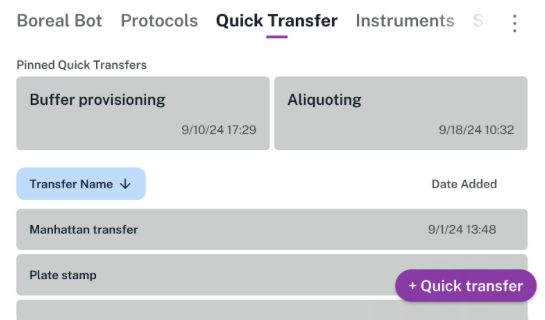 Boreal Bot Protocols Quick Transfer Instruments
Pinned Quick Transfers
Buffer provisioning Aliquoting
9/10/24 17:29 9/18/24 10:32
Transfer Name ↓ Date Added
Manhattan transfer 9/1/24 13:48
Plate stamp
+ Quick transfer